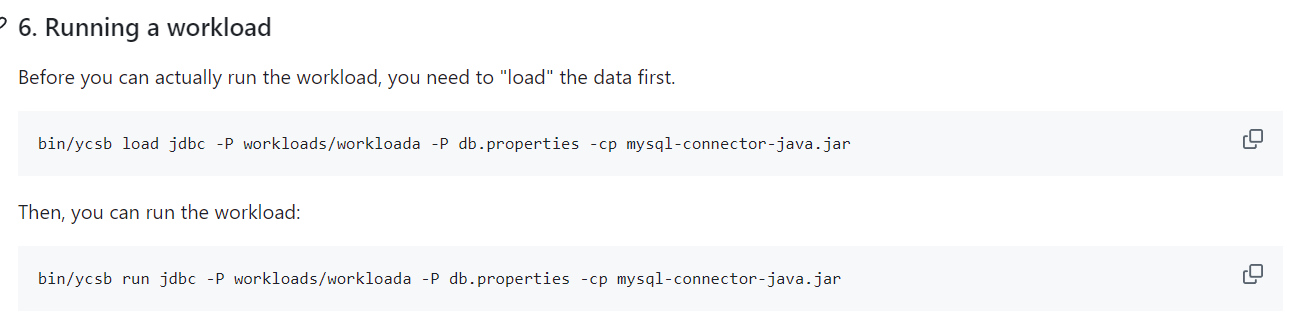 6. Running a workload
Before you can actually run the workload, you need to "load" the data first.
bin/ycsb load jdbc -P workloads/workloada -P db.properties -cp mysql-connector-java.jar
Then, you can run the workload:
bin/ycsb run jdbc -P workloads/workloada -P db.properties -cp mysql-connector-java.jar